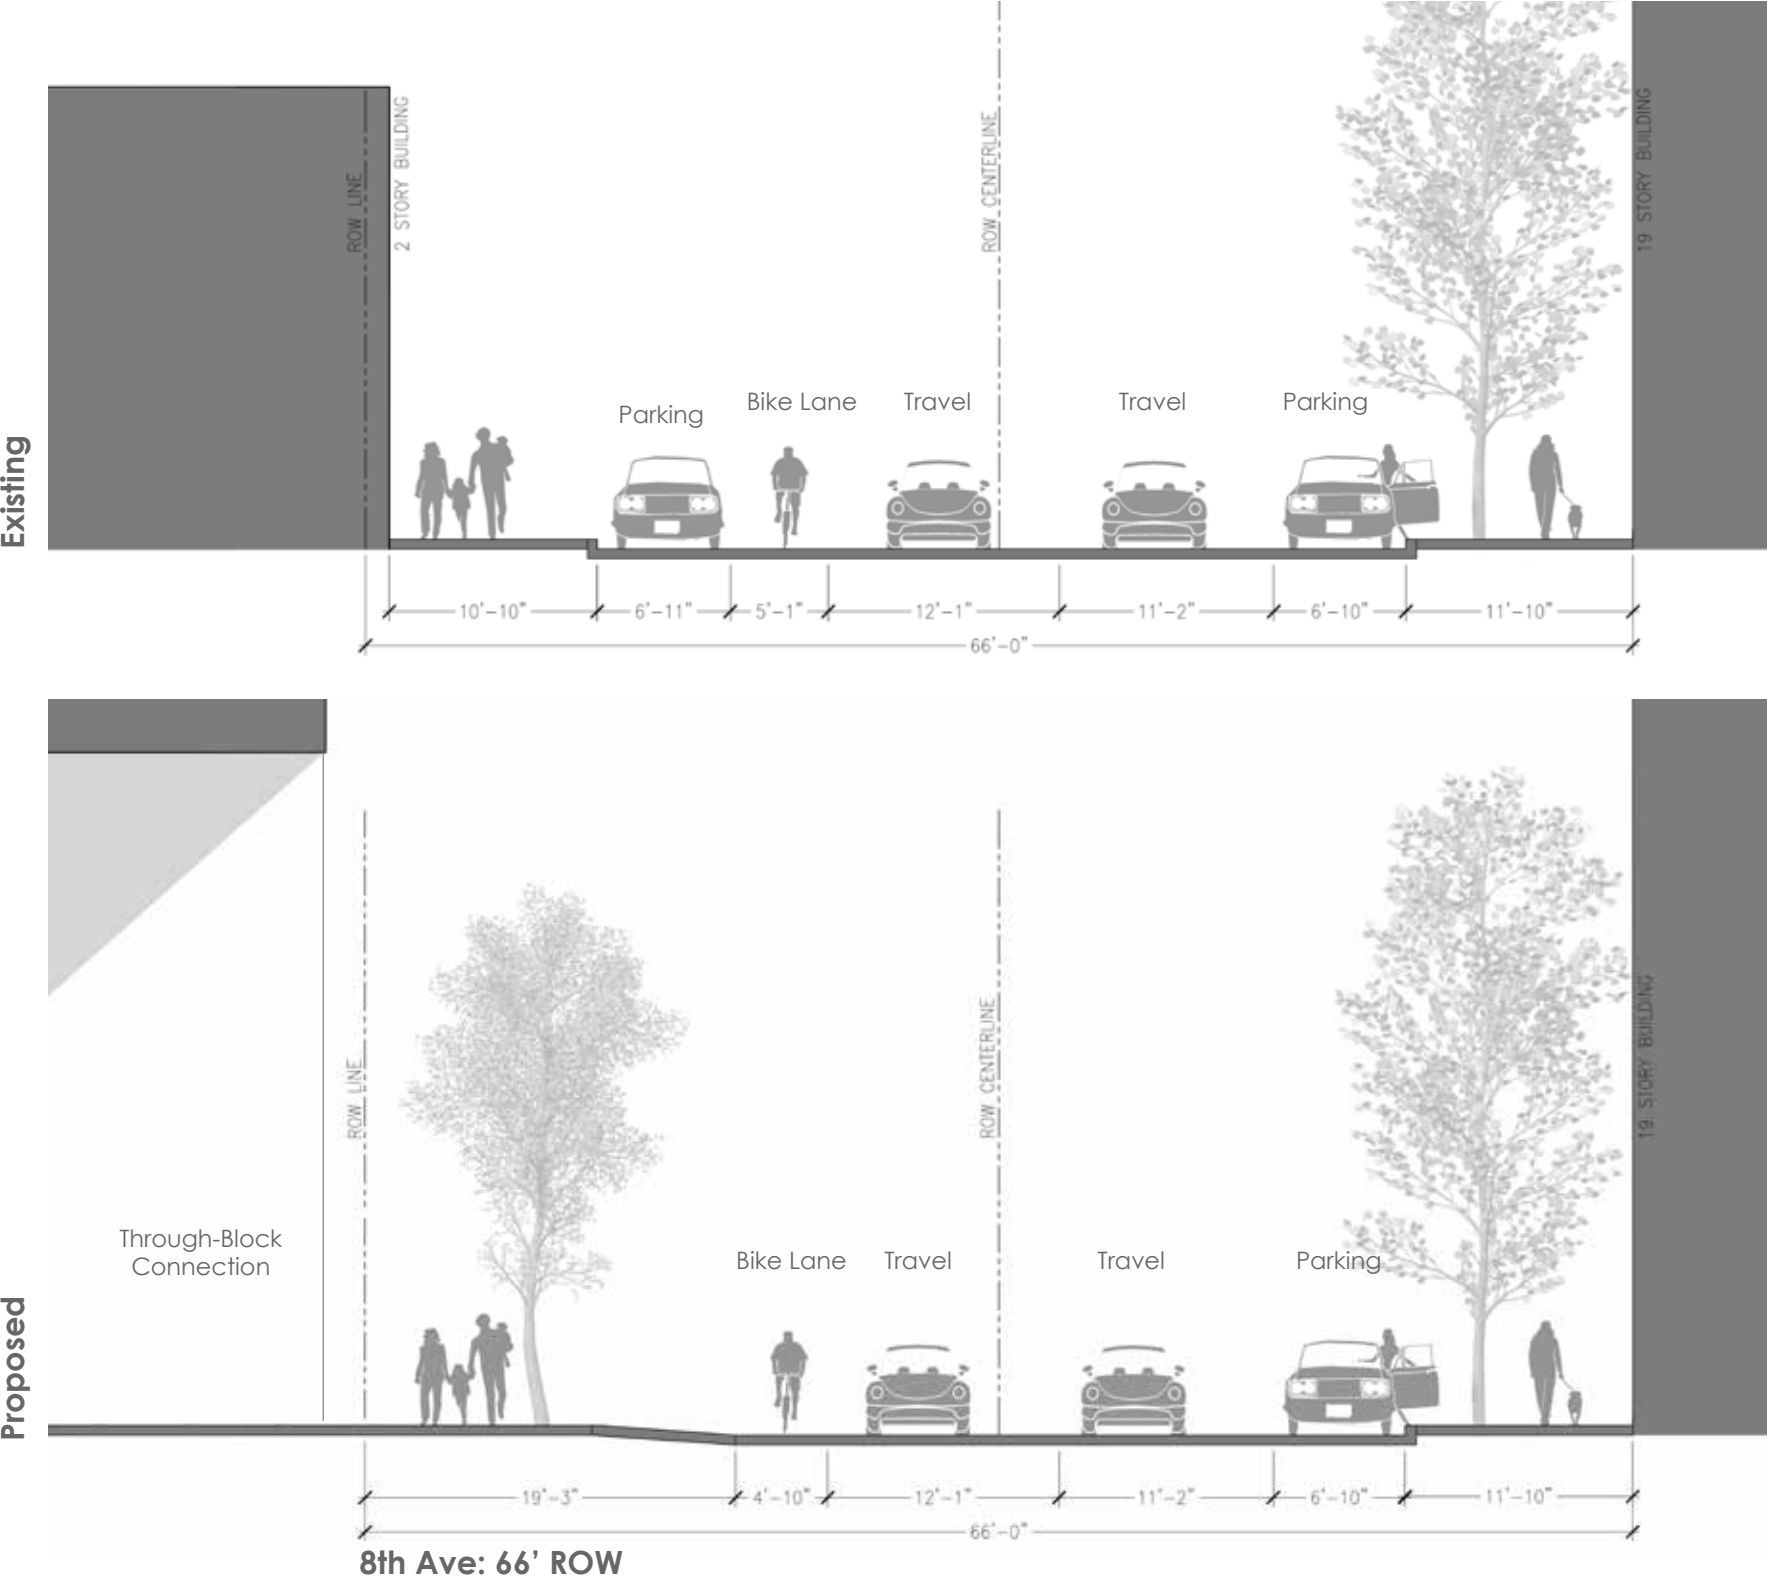 Existing
ROW LINE
2 STORY BUILDING
ROW CENTERLINE
19 STORY BUILDING
Parking
Bike Lane
Travel
Travel
Parking
10'-10"
6'-11"
5'-1"
12'-1"
11'-2"
6'-10"
11'-10"
66'-0"
Proposed
Through-Block
Connection
ROW LINE
ROW CENTERLINE
19 STORY BUILDING
Bike Lane
Travel
Travel
Parking
19'-3"
4'-10"
12'-1"
11'-2"
6'-10"
11'-10"
66'-0"
8th Ave: 66' ROW